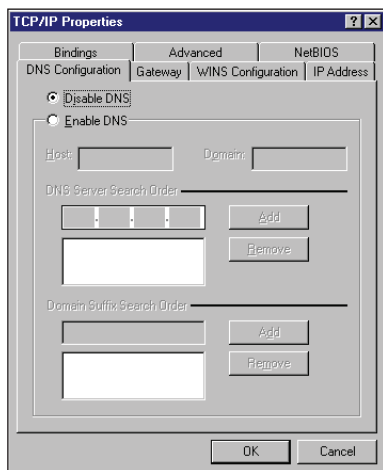 TCP/IP Properties
Bindings Advanced NetBIOS
DNS Configuration Gateway WINS Configuration IP Address
Disable DNS
Enable DNS
Host: Domain:
DNS Server Search Order
Add
Remove
Domain Suffix Search Order
Add
Remove
OK Cancel